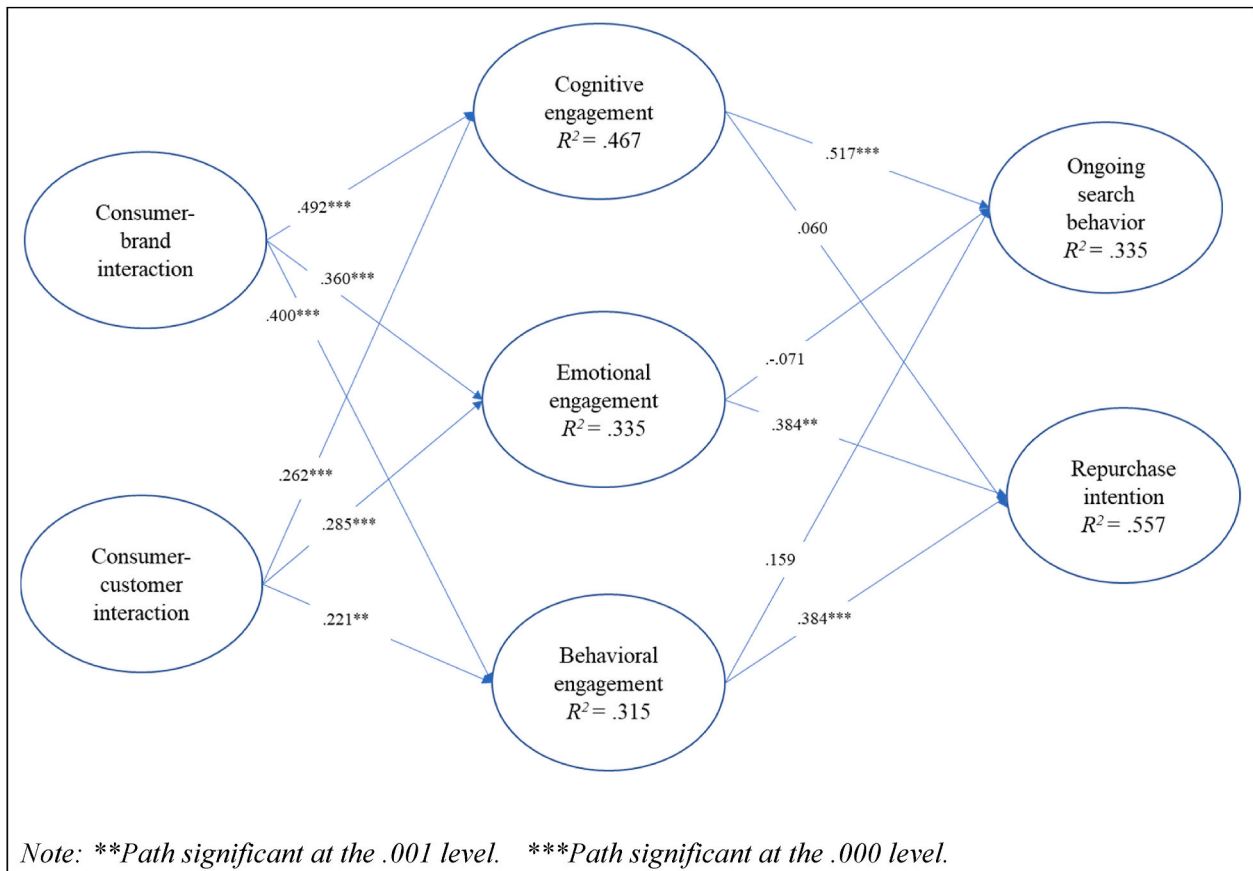 Cognitive
engagement
R² = .467
Consumer-
brand
interaction
.492***
.360***
.400***
.517***
.060
Ongoing
search
behavior
R² = .335
Emotional
engagement
R² = .335
.-.071
.384**
Consumer-
customer
interaction
.262***
.285***
.221**
Repurchase
intention
R² = .557
.159
.384***
Behavioral
engagement
R² = .315
Note: **Path significant at the .001 level. ***Path significant at the .000 level.